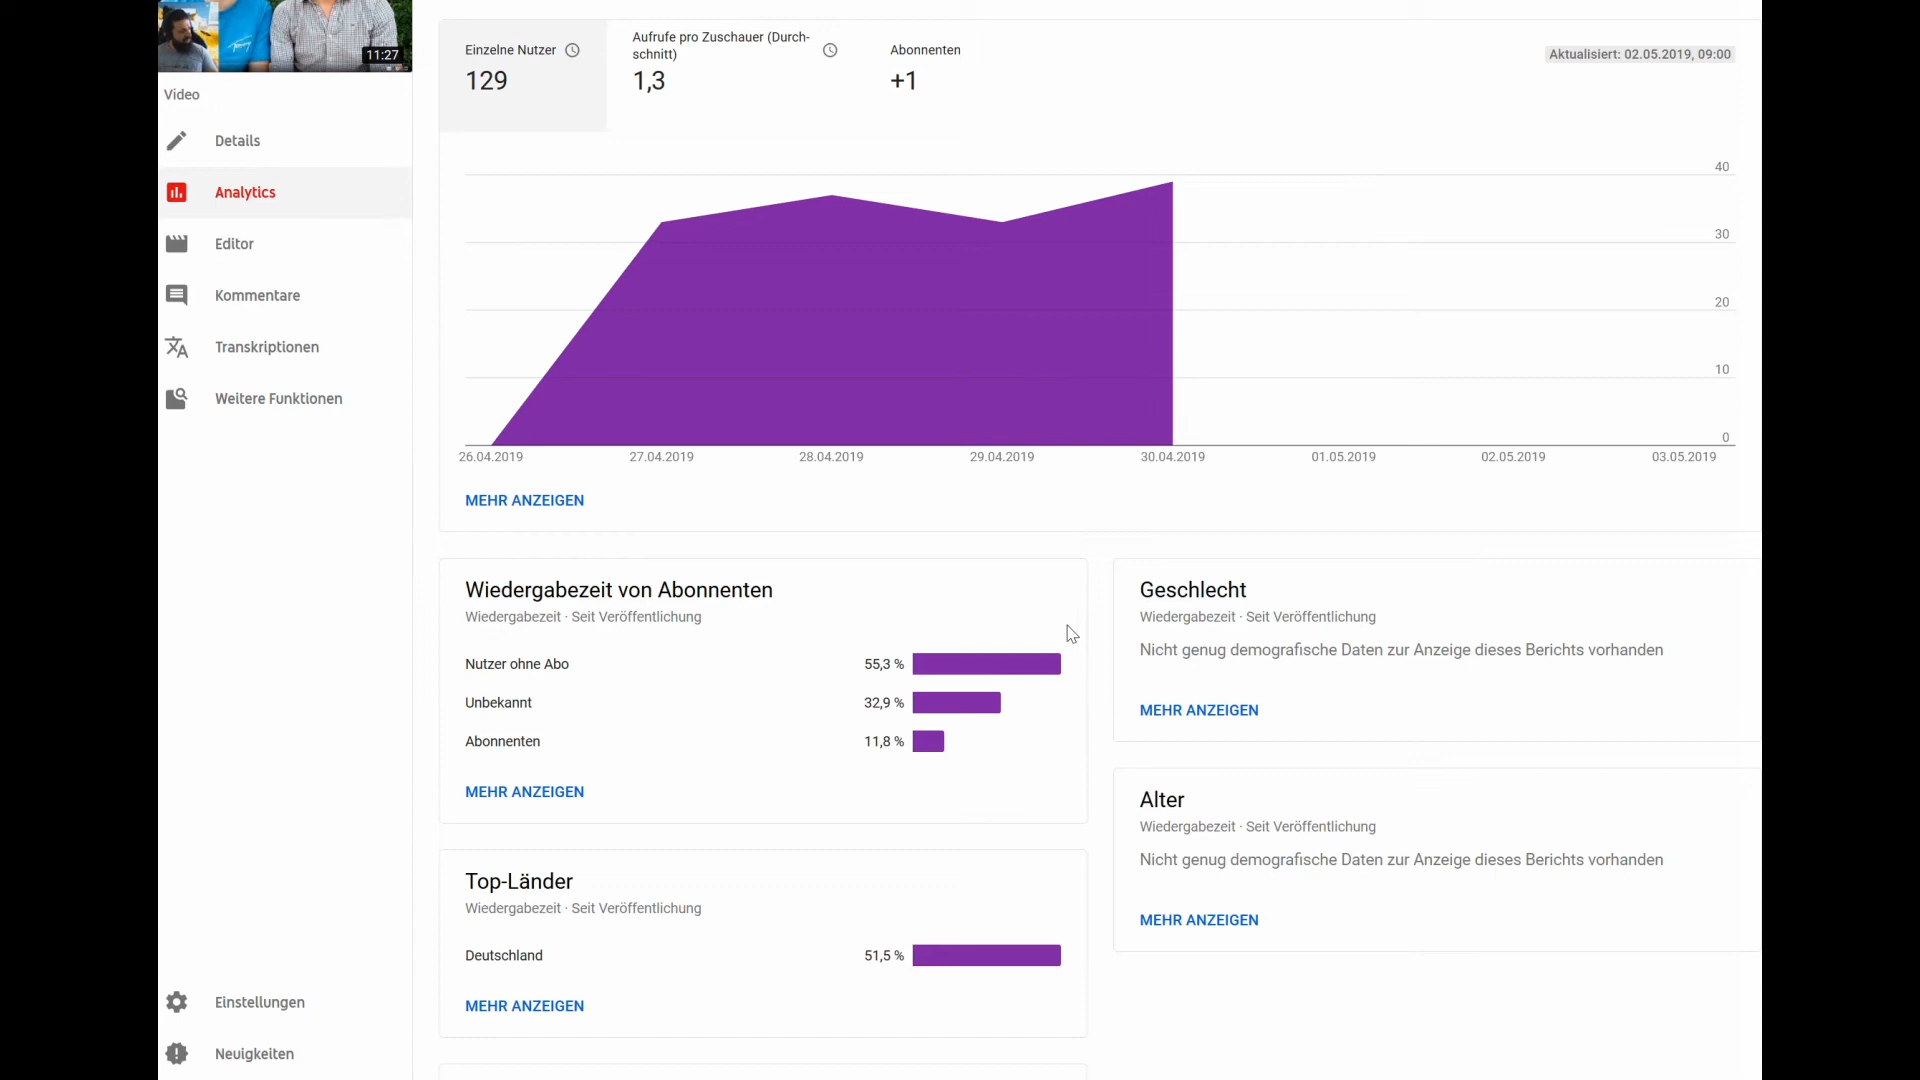 11:27
Video
Details
Analytics
Editor
Kommentare
Transkriptionen
Weitere Funktionen
Einstellungen
Neuigkeiten
Einzelne Nutzer
129
Aufrufe pro Zuschauer (Durch-
schnitt)
1,3
Abonnenten
+1
Aktualisiert: 02.05.2019, 09:00
40
30
20
10
0
26.04.2019 27.04.2019 28.04.2019 29.04.2019 30.04.2019 01.05.2019 02.05.2019 03.05.2019
MEHR ANZEIGEN
Wiedergabezeit von Abonnenten
Wiedergabezeit · Seit Veröffentlichung
Nutzer ohne Abo 55,3 %
Unbekannt 32,9 %
Abonnenten 11,8 %
MEHR ANZEIGEN
Top-Länder
Wiedergabezeit · Seit Veröffentlichung
Deutschland 51,5 %
MEHR ANZEIGEN
Geschlecht
Wiedergabezeit · Seit Veröffentlichung
Nicht genug demografische Daten zur Anzeige dieses Berichts vorhanden
MEHR ANZEIGEN
Alter
Wiedergabezeit · Seit Veröffentlichung
Nicht genug demografische Daten zur Anzeige dieses Berichts vorhanden
MEHR ANZEIGEN